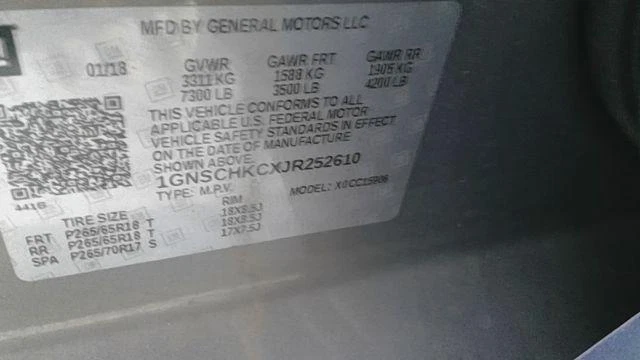 MFD BY GENERAL MOTORS LLC
01/18 GVWR GAWR FRT GAWR RR
3311 KG 1588 KG 1905 KG
7300 LB 3500 LB 4200 LB
THIS VEHICLE CONFORMS TO ALL
APPLICABLE U.S. FEDERAL MOTOR
VEHICLE SAFETY STANDARDS IN EFFECT
ON THE DATE OF MANUFACTURE
SHOWN ABOVE.
1GNSCHKCXJR252610
TYPE: M.P.V. MODEL: X0CC15906
4416
TIRE SIZE RIM
FRT P265/65R18 T 18X8.5J
RR P265/65R18 T 18X8.5J
SPA P265/70R17 S 17X7.5J